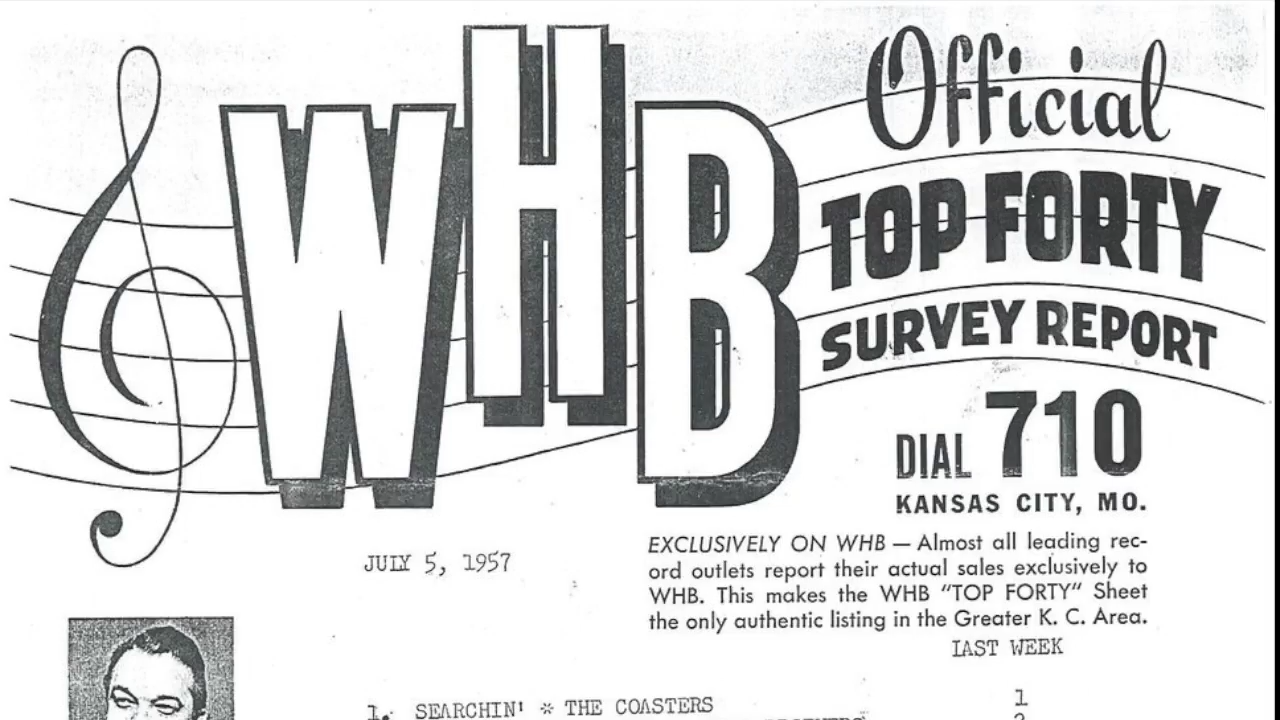 WHB
Official
TOP FORTY
SURVEY REPORT
DIAL 710
KANSAS CITY, MO.
JULY 5, 1957
EXCLUSIVELY ON WHB — Almost all leading rec-
ord outlets report their actual sales exclusively to
WHB. This makes the WHB "TOP FORTY" Sheet
the only authentic listing in the Greater K. C. Area.
LAST WEEK
1. SEARCHIN' * THE COASTERS 1